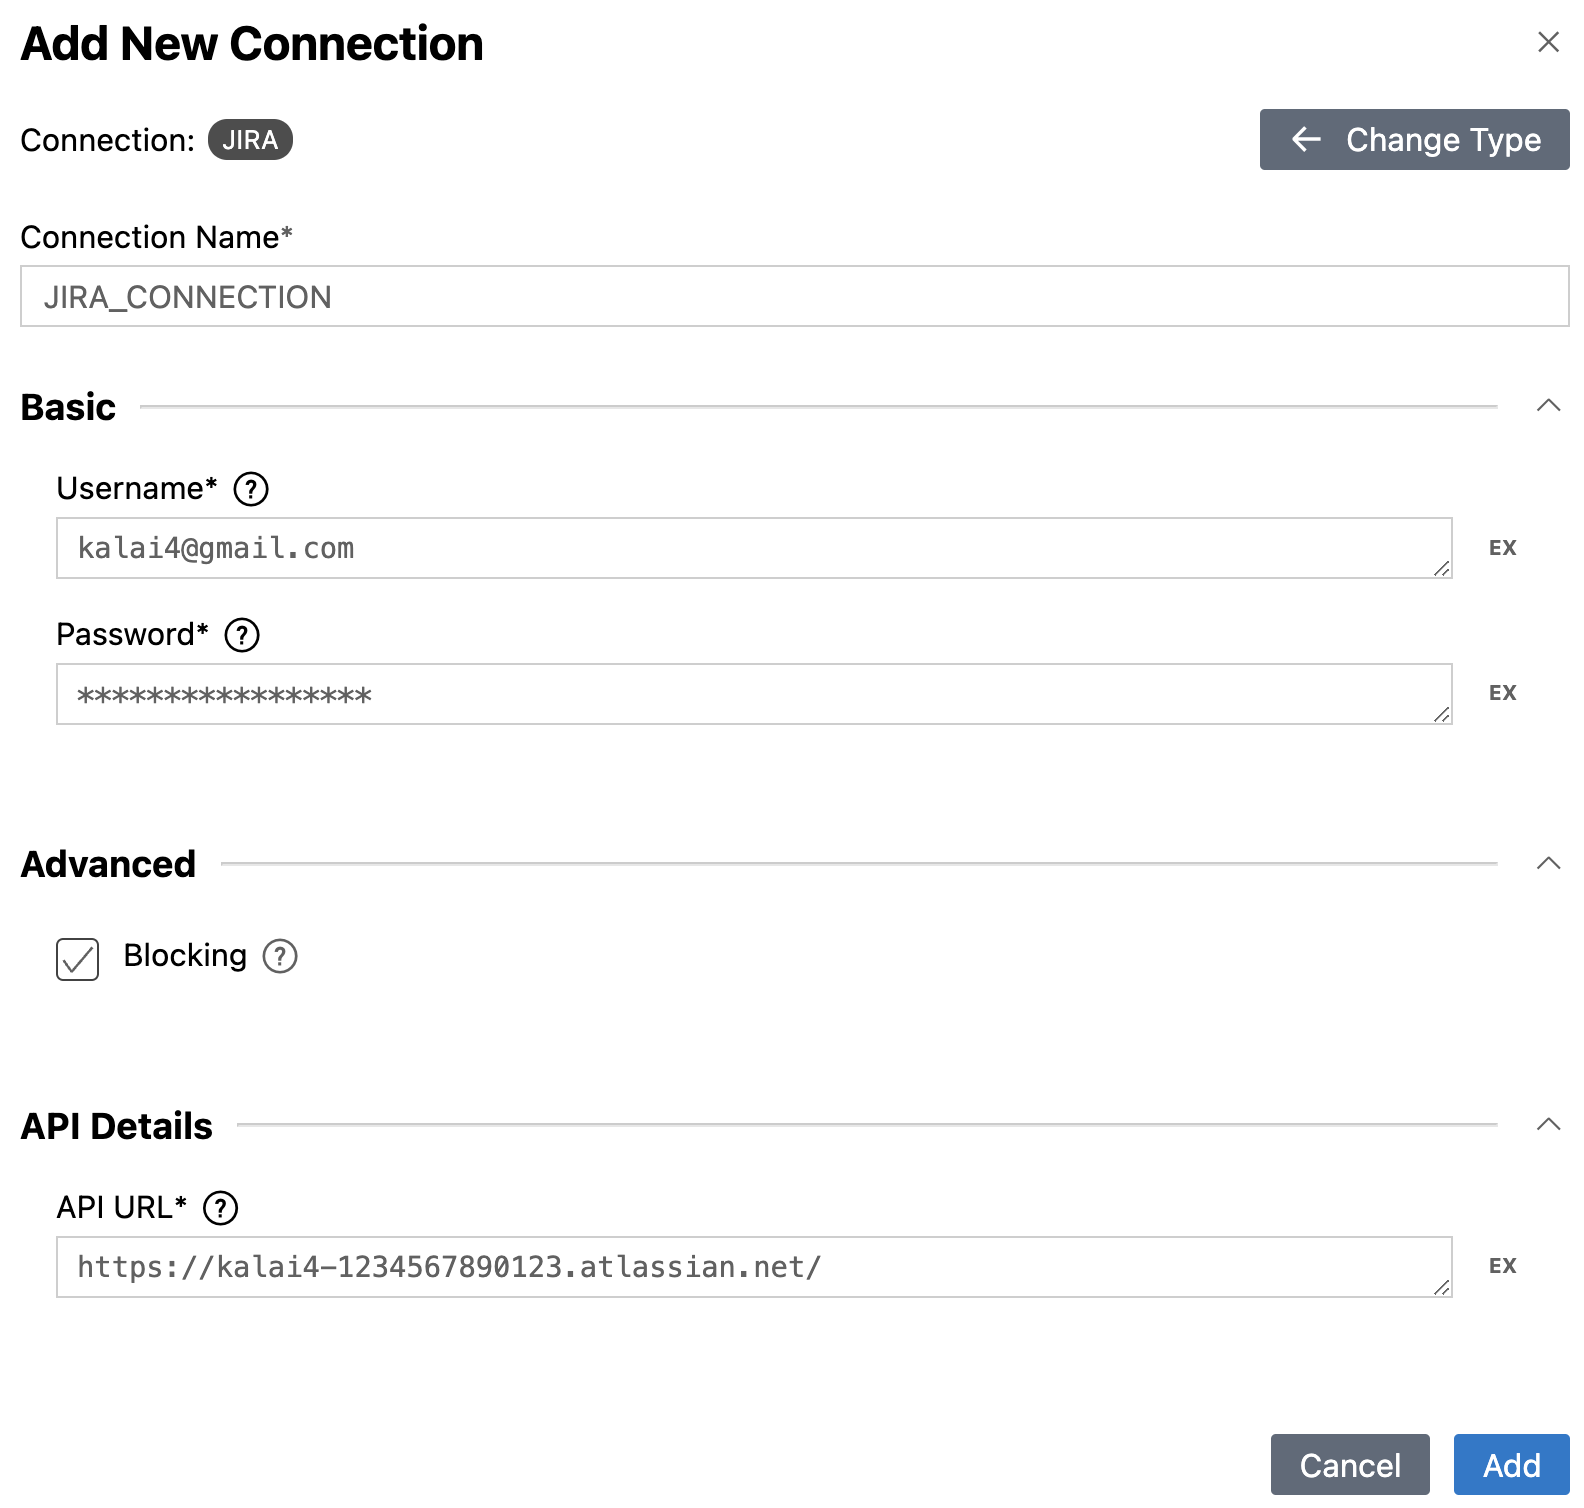 Add New Connection
Connection: JIRA
← Change Type
Connection Name*
JIRA_CONNECTION
Basic
Username* ?
kalai4@gmail.com
EX
Password* ?
*****************
EX
Advanced
Blocking ?
API Details
API URL* ?
https://kalai4-1234567890123.atlassian.net/
EX
Cancel Add